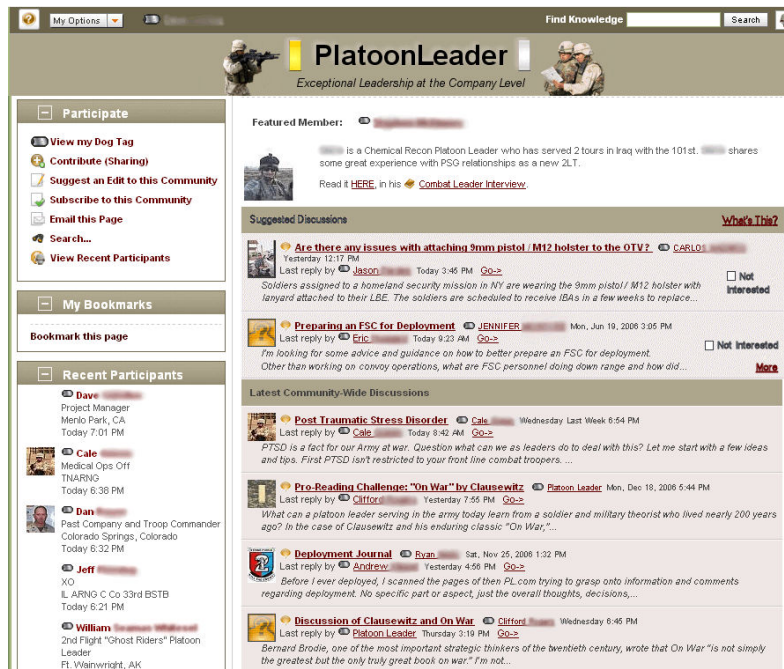 My Options
Find Knowledge
Search
PlatoonLeader
Exceptional Leadership at the Company Level
Participate
View my Dog Tag
Contribute (Sharing)
Suggest an Edit to this Community
Subscribe to this Community
Email this Page
Search...
View Recent Participants
My Bookmarks
Bookmark this page
Recent Participants
Dave
Project Manager
Menlo Park, CA
Today 7:01 PM
Cale
Medical Ops Off
TNARNG
Today 6:38 PM
Dan
Past Company and Troop Commander
Colorado Springs, Colorado
Today 6:32 PM
Jeff
XO
IL ARNG C Co 33rd BSTB
Today 6:21 PM
William
2nd Flight "Ghost Riders" Platoon
Leader
Ft. Wainwright, AK
Featured Member:
is a Chemical Recon Platoon Leader who has served 2 tours in Iraq with the 101st. shares
some great experience with PSG relationships as a new 2LT.
Read it HERE, in his Combat Leader Interview.
Suggested Discussions What's This?
Are there any issues with attaching 9mm pistol / M12 holster to the OTV? CARLOS
Yesterday 12:17 PM
Last reply by Jason Today 3:45 PM Go->
Soldiers assigned to a homeland security mission in NY are wearing the 9mm pistol / M12 holster with
lanyard attached to their LBE. The soldiers are scheduled to receive IBAs in a few weeks to replace...
Not
Interested
Preparing an FSC for Deployment JENNIFER Mon, Jun 19, 2006 3:05 PM
Last reply by Eric Today 9:23 AM Go->
I'm looking for some advice and guidance on how to better prepare an FSC for deployment.
Other than working on convoy operations, what are FSC personnel doing down range and how did...
Not Interested
More
Latest Community-Wide Discussions
Post Traumatic Stress Disorder Cale Wednesday Last Week 6:54 PM
Last reply by Cale Today 8:42 AM Go->
PTSD is a fact for our Army at war. Question what can we as leaders do to deal with this? Let me start with a few ideas
and tips. First PTSD isn't restricted to your front line combat troopers. ...
Pro-Reading Challenge: "On War" by Clausewitz Platoon Leader Mon, Dec 18, 2006 5:44 PM
Last reply by Clifford Yesterday 7:55 PM Go->
What can a platoon leader serving in the army today learn from a soldier and military theorist who lived nearly 200 years
ago? In the case of Clausewitz and his enduring classic "On War,"...
Deployment Journal Ryan Sat, Nov 25, 2006 1:32 PM
Last reply by Andrew Yesterday 4:56 PM Go->
Before I ever deployed, I scanned the pages of then PL.com trying to grasp onto information and comments
regarding deployment. No specific part or aspect, just the overall thoughts, decisions,...
Discussion of Clausewitz and On War Clifford Wednesday 6:45 PM
Last reply by Platoon Leader Thursday 3:19 PM Go->
Bernard Brodie, one of the most important strategic thinkers of the twentieth century, wrote that On War "is not simply
the greatest but the only truly great book on war." I'm not...